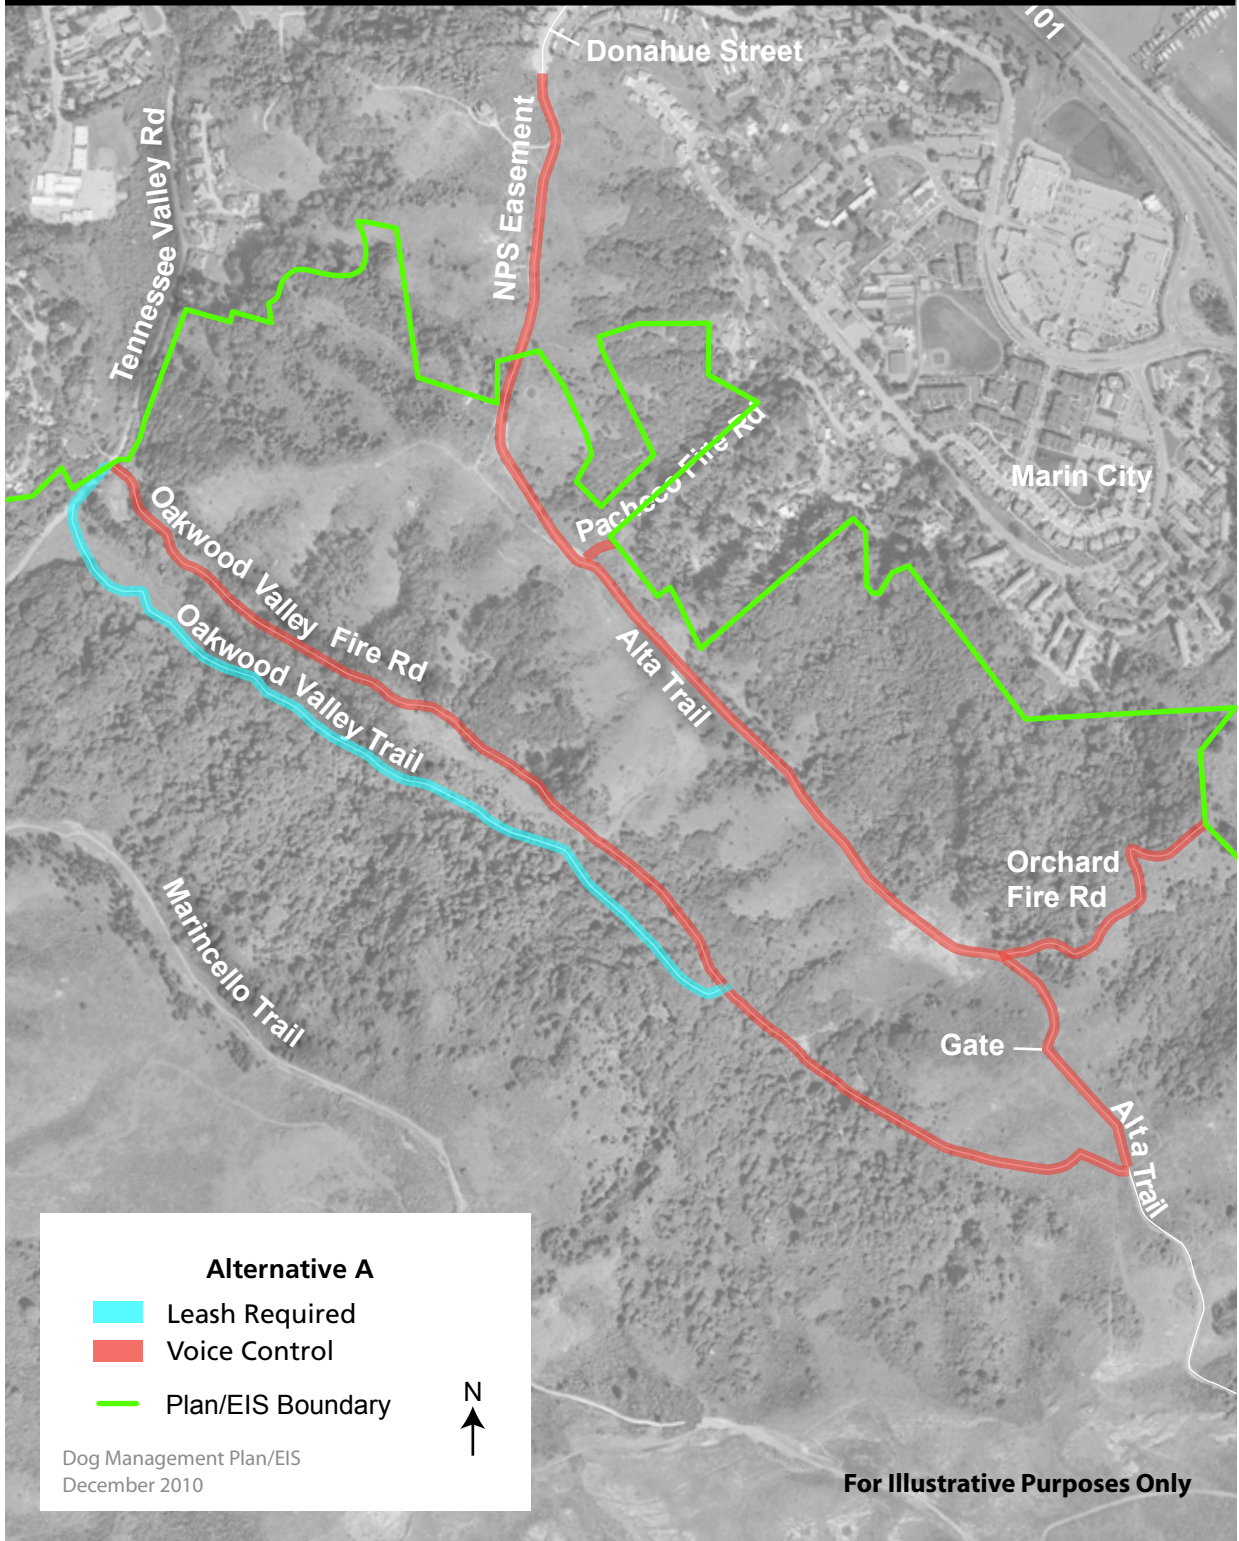 101
Donahue Street
Tennessee Valley Rd
NPS Easement
Pacheco Fire Rd
Marin City
Oakwood Valley Fire Rd
Oakwood Valley Trail
Alta Trail
Orchard
Fire Rd
Marincello Trail
Gate
Alta Trail
Alternative A
Leash Required
Voice Control
Plan/EIS Boundary
N
Dog Management Plan/EIS
December 2010
For Illustrative Purposes Only